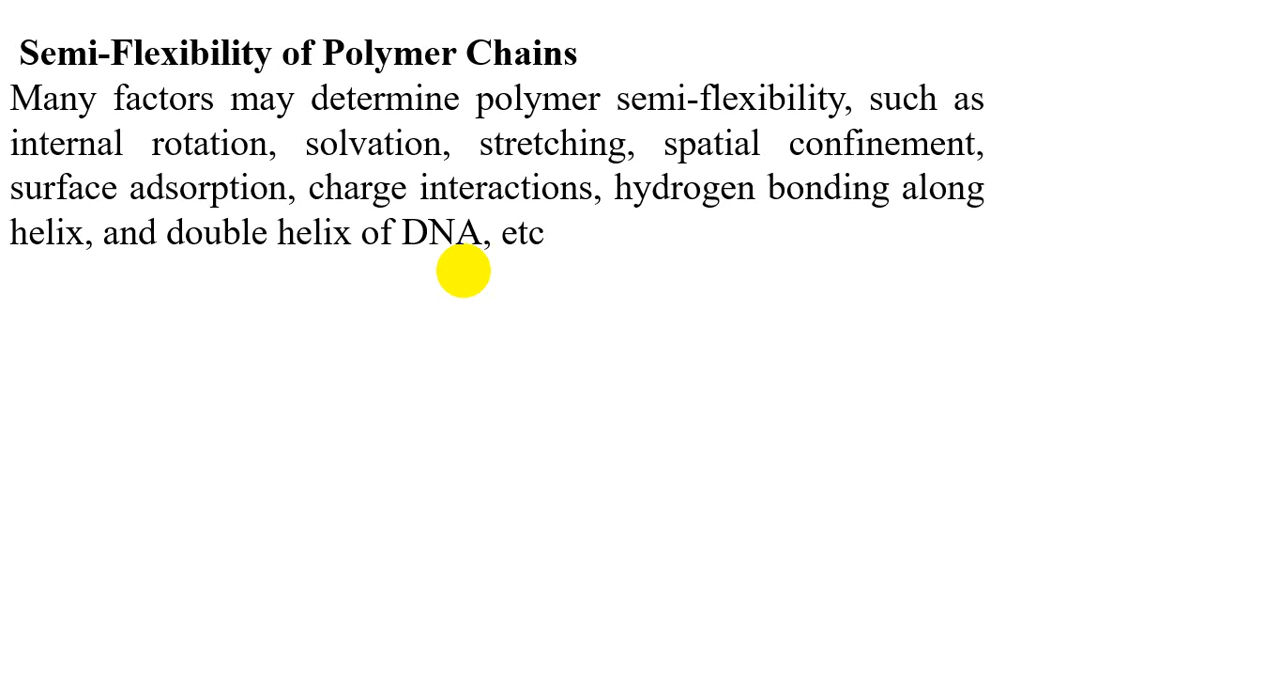 Semi-Flexibility of Polymer Chains
Many factors may determine polymer semi-flexibility, such as
internal rotation, solvation, stretching, spatial confinement,
surface adsorption, charge interactions, hydrogen bonding along
helix, and double helix of DNA, etc